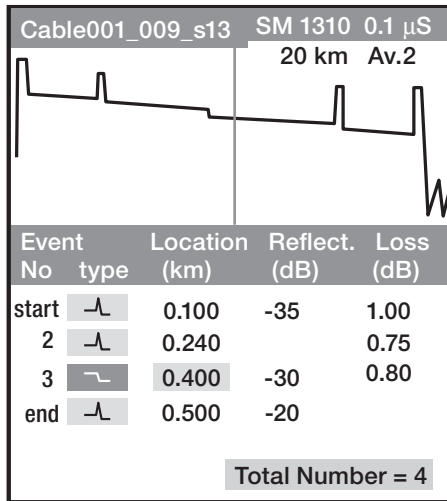 Cable001_009_s13 SM 1310 0.1 µS
20 km Av.2
Event Location Reflect. Loss
No type (km) (dB) (dB)
start 0.100 -35 1.00
2 0.240 0.75
3 0.400 -30 0.80
end 0.500 -20
Total Number = 4